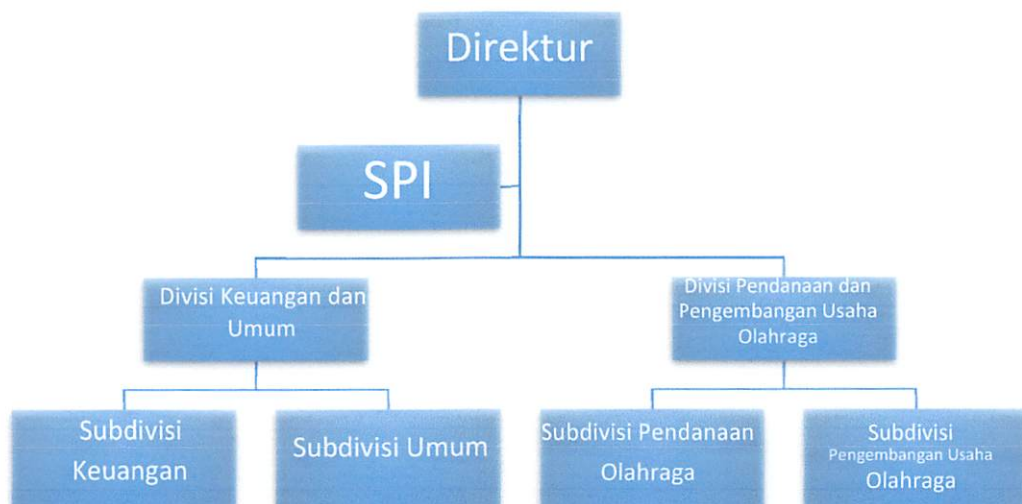 Direktur
SPI
Divisi Keuangan dan
Umum
Divisi Pendanaan dan
Pengembangan Usaha
Olahraga
Subdivisi
Keuangan
Subdivisi Umum
Subdivisi Pendanaan
Olahraga
Subdivisi
Pengembangan Usaha
Olahraga